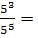 5³/5⁵ =